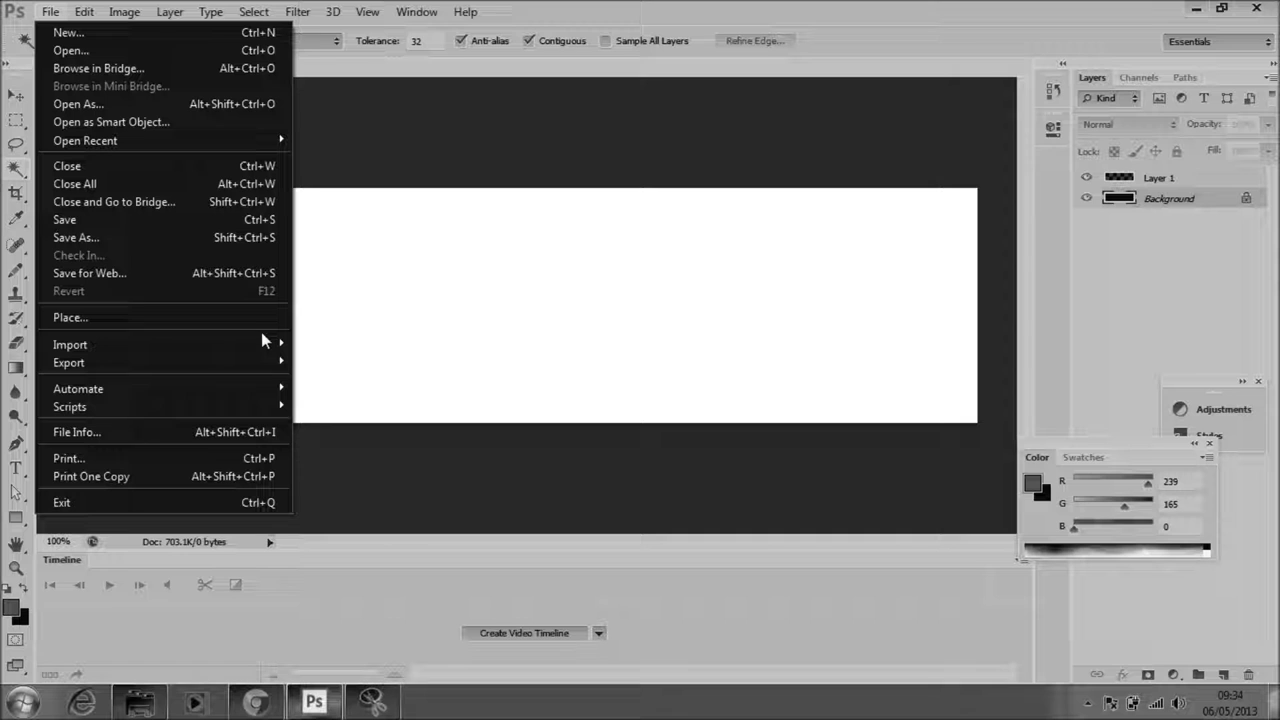 Ps File Edit Image Layer Type Select Filter 3D View Window Help
Tolerance: 32 Anti-alias Contiguous Sample All Layers Refine Edge... Essentials
New... Ctrl+N
Open... Ctrl+O
Browse in Bridge... Alt+Ctrl+O
Browse in Mini Bridge...
Open As... Alt+Shift+Ctrl+O
Open as Smart Object...
Open Recent
Close Ctrl+W
Close All Alt+Ctrl+W
Close and Go to Bridge... Shift+Ctrl+W
Save Ctrl+S
Save As... Shift+Ctrl+S
Check In...
Save for Web... Alt+Shift+Ctrl+S
Revert F12
Place...
Import
Export
Automate
Scripts
File Info... Alt+Shift+Ctrl+I
Print... Ctrl+P
Print One Copy Alt+Shift+Ctrl+P
Exit Ctrl+Q
Layers Channels Paths
Kind
Normal Opacity:
Lock: Fill:
Layer 1
Background
Adjustments
Styles
Color Swatches
R 239
G 165
B 0
100% Doc: 703.1K/0 bytes
Timeline
Create Video Timeline
Ps
09:34
06/05/2013